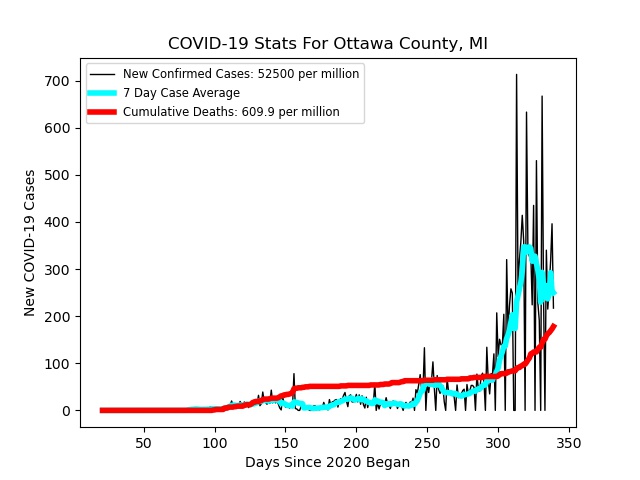 COVID-19 Stats For Ottawa County, MI
New Confirmed Cases: 52500 per million
7 Day Case Average
Cumulative Deaths: 609.9 per million
New COVID-19 Cases
700
600
500
400
300
200
100
0
50 100 150 200 250 300 350
Days Since 2020 Began